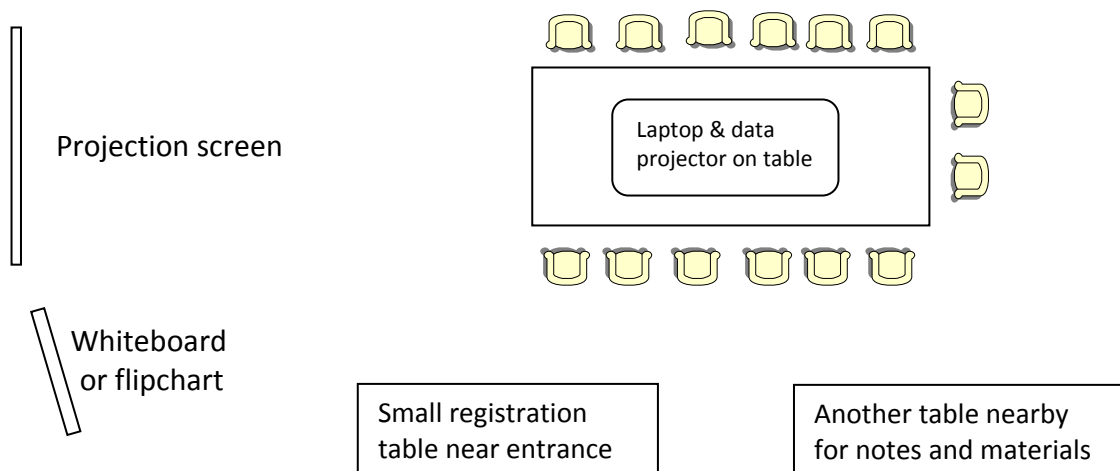 Laptop & data
projector on table
Projection screen
Whiteboard
or flipchart
Small registration
table near entrance
Another table nearby
for notes and materials